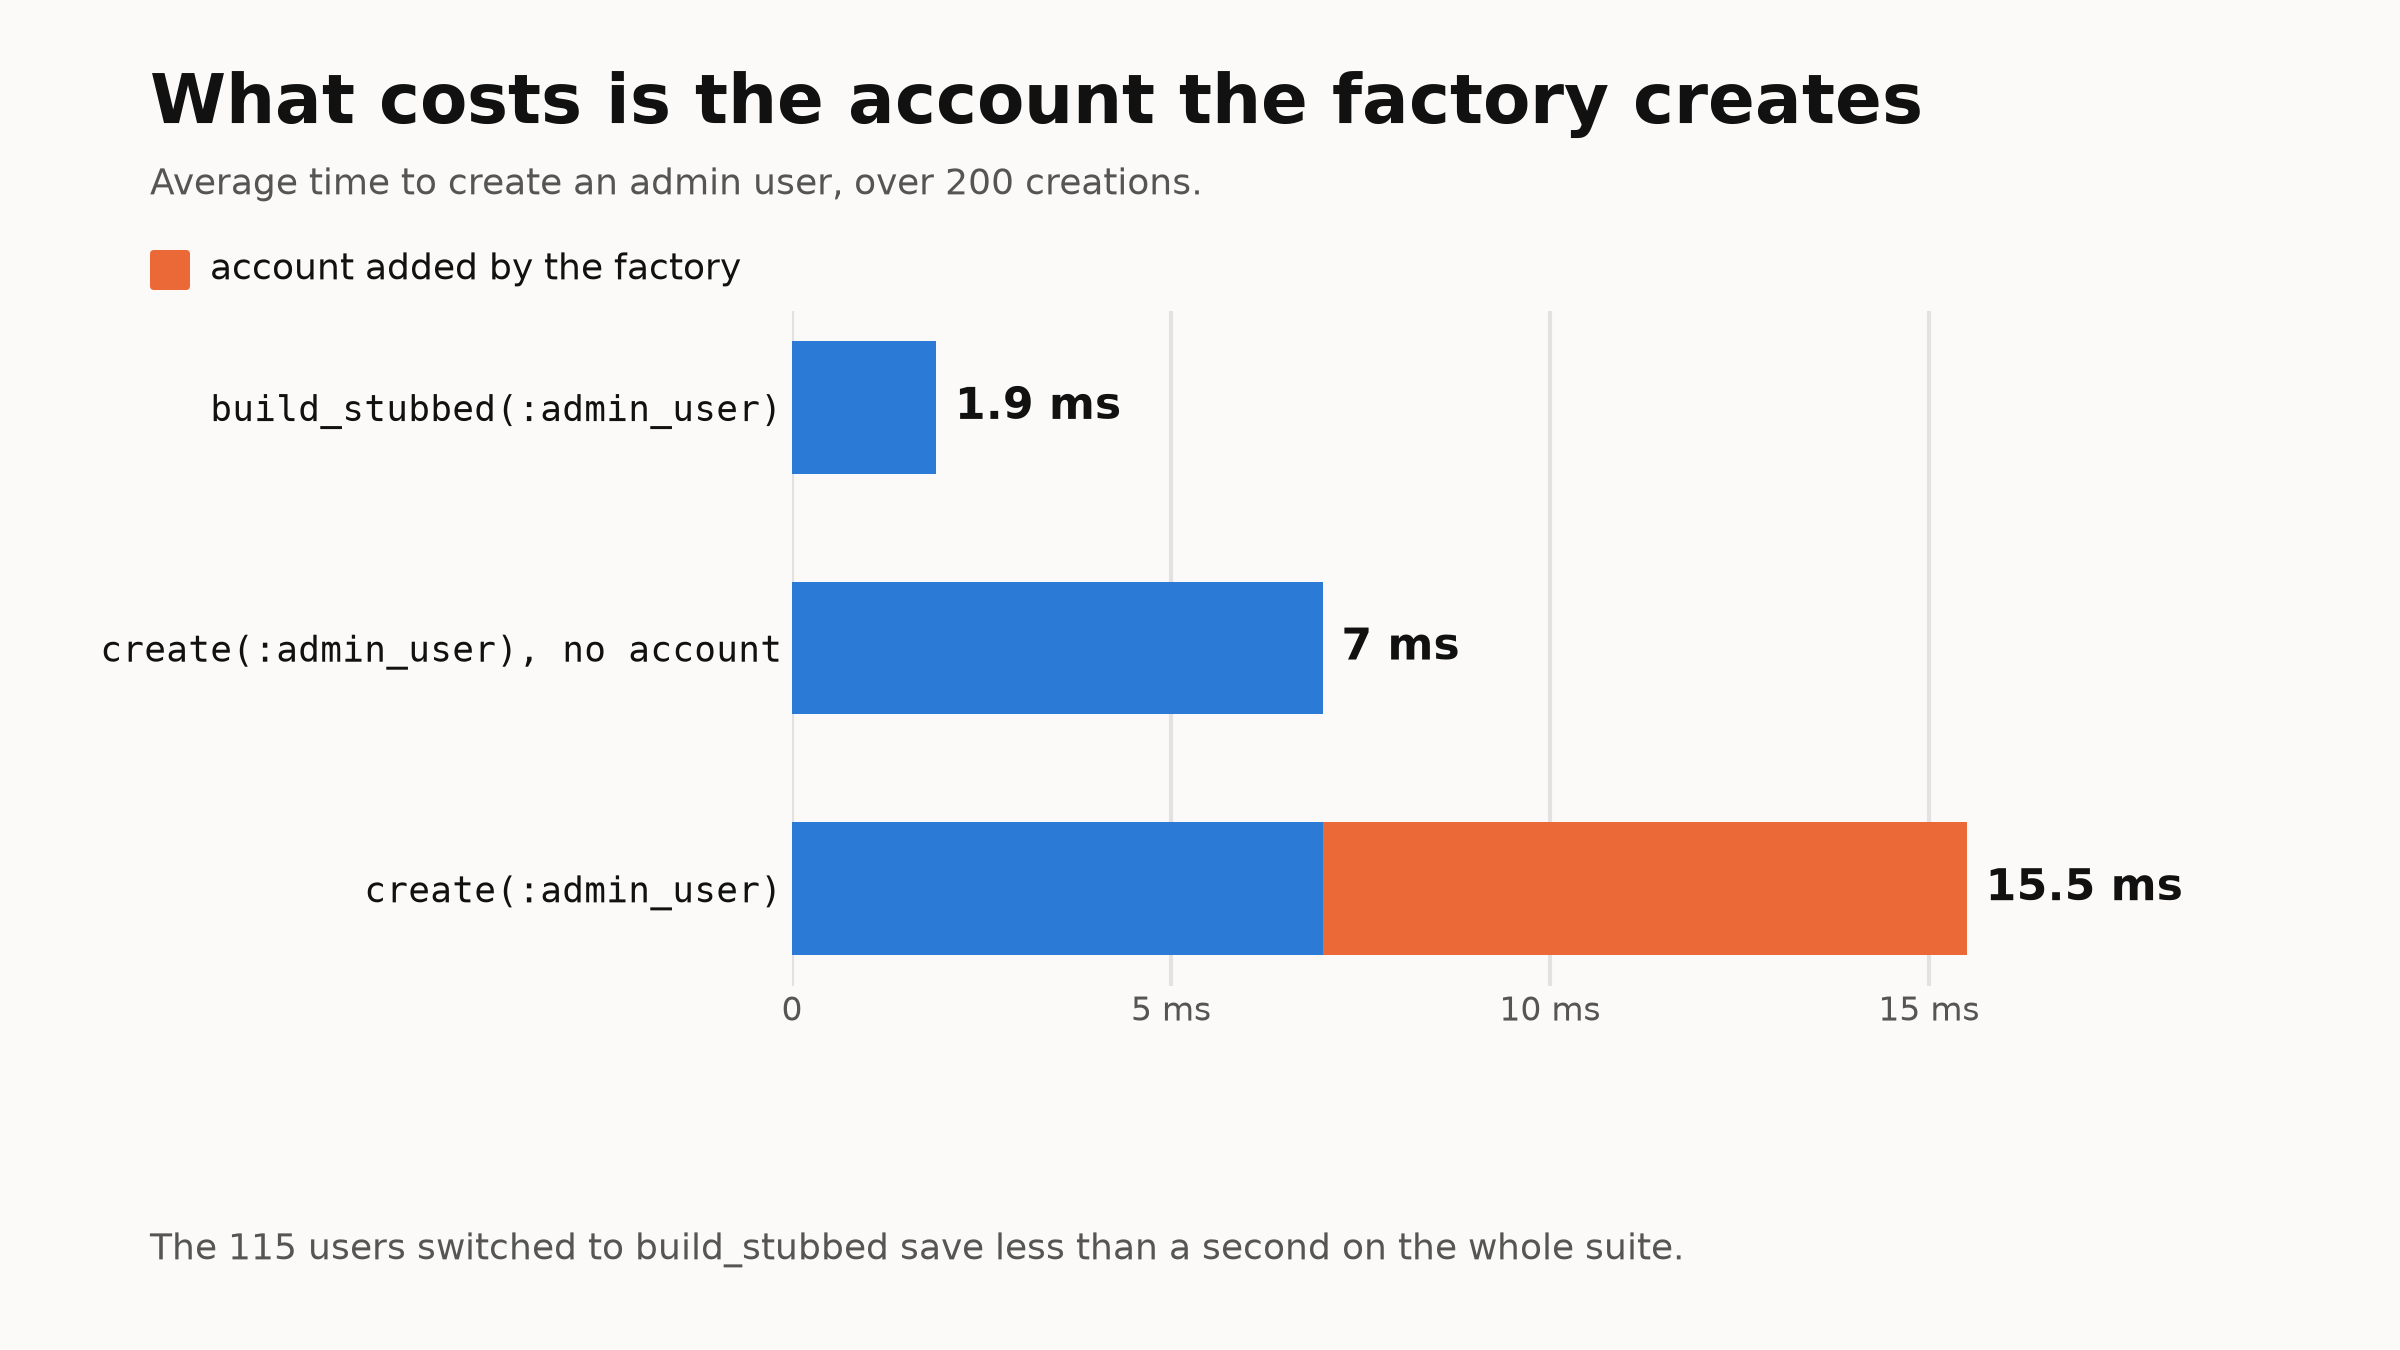 What costs is the account the factory creates
Average time to create an admin user, over 200 creations.
account added by the factory
build_stubbed(:admin_user)
1.9 ms
create(:admin_user), no account
7 ms
create(:admin_user)
15.5 ms
0
5 ms
10 ms
15 ms
The 115 users switched to build_stubbed save less than a second on the whole suite.